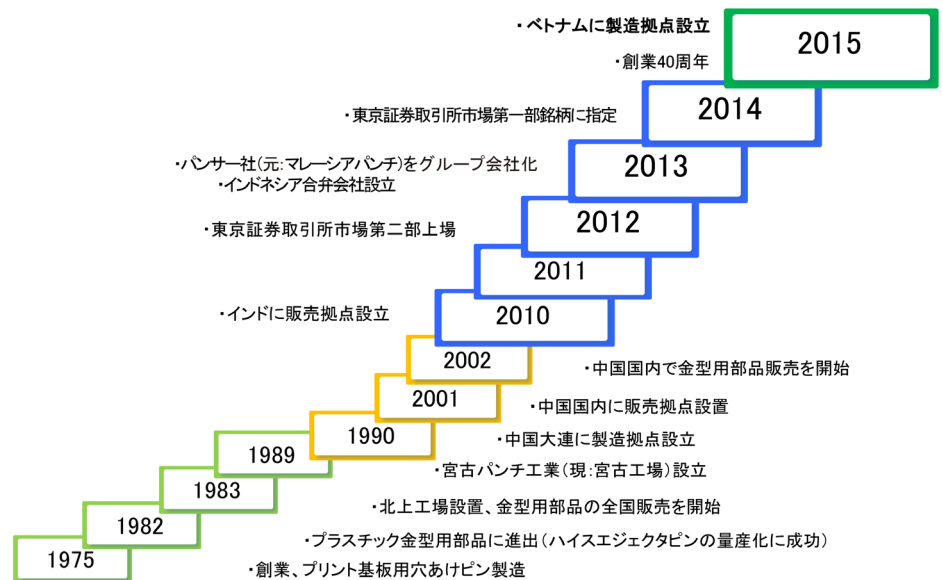 ・ベトナムに製造拠点設立
2015
・創業40周年
2014
・東京証券取引所市場第一部銘柄に指定
2013
・パンサー社(元:マレーシアパンチ)をグループ会社化
・インドネシア合弁会社設立
2012
・東京証券取引所市場第二部上場
2011
2010
・インドに販売拠点設立
2002
・中国国内で金型用部品販売を開始
2001
・中国国内に販売拠点設置
1990
・中国大連に製造拠点設立
1989
・宮古パンチ工業(現:宮古工場)設立
1983
・北上工場設置、金型用部品の全国販売を開始
1982
・プラスチック金型用部品に進出(ハイスエジェクタピンの量産化に成功)
1975
・創業、プリント基板用穴あけピン製造